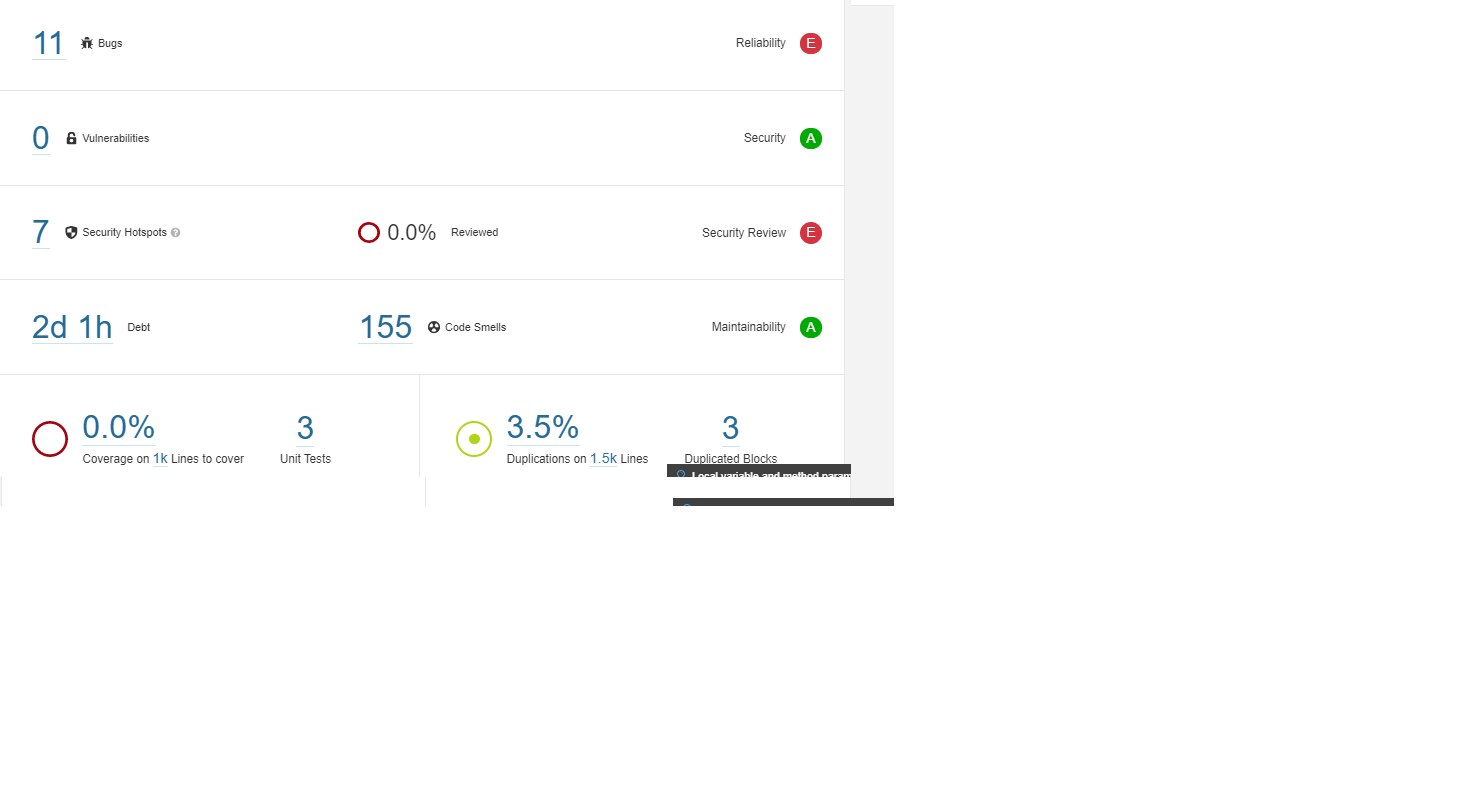 11 Bugs Reliability E
0 Vulnerabilities Security A
7 Security Hotspots ? 0.0% Reviewed Security Review E
2d 1h Debt 155 Code Smells Maintainability A
0.0% 3 3.5% 3
Coverage on 1k Lines to cover Unit Tests Duplications on 1.5k Lines Duplicated Blocks
Local variable and method param